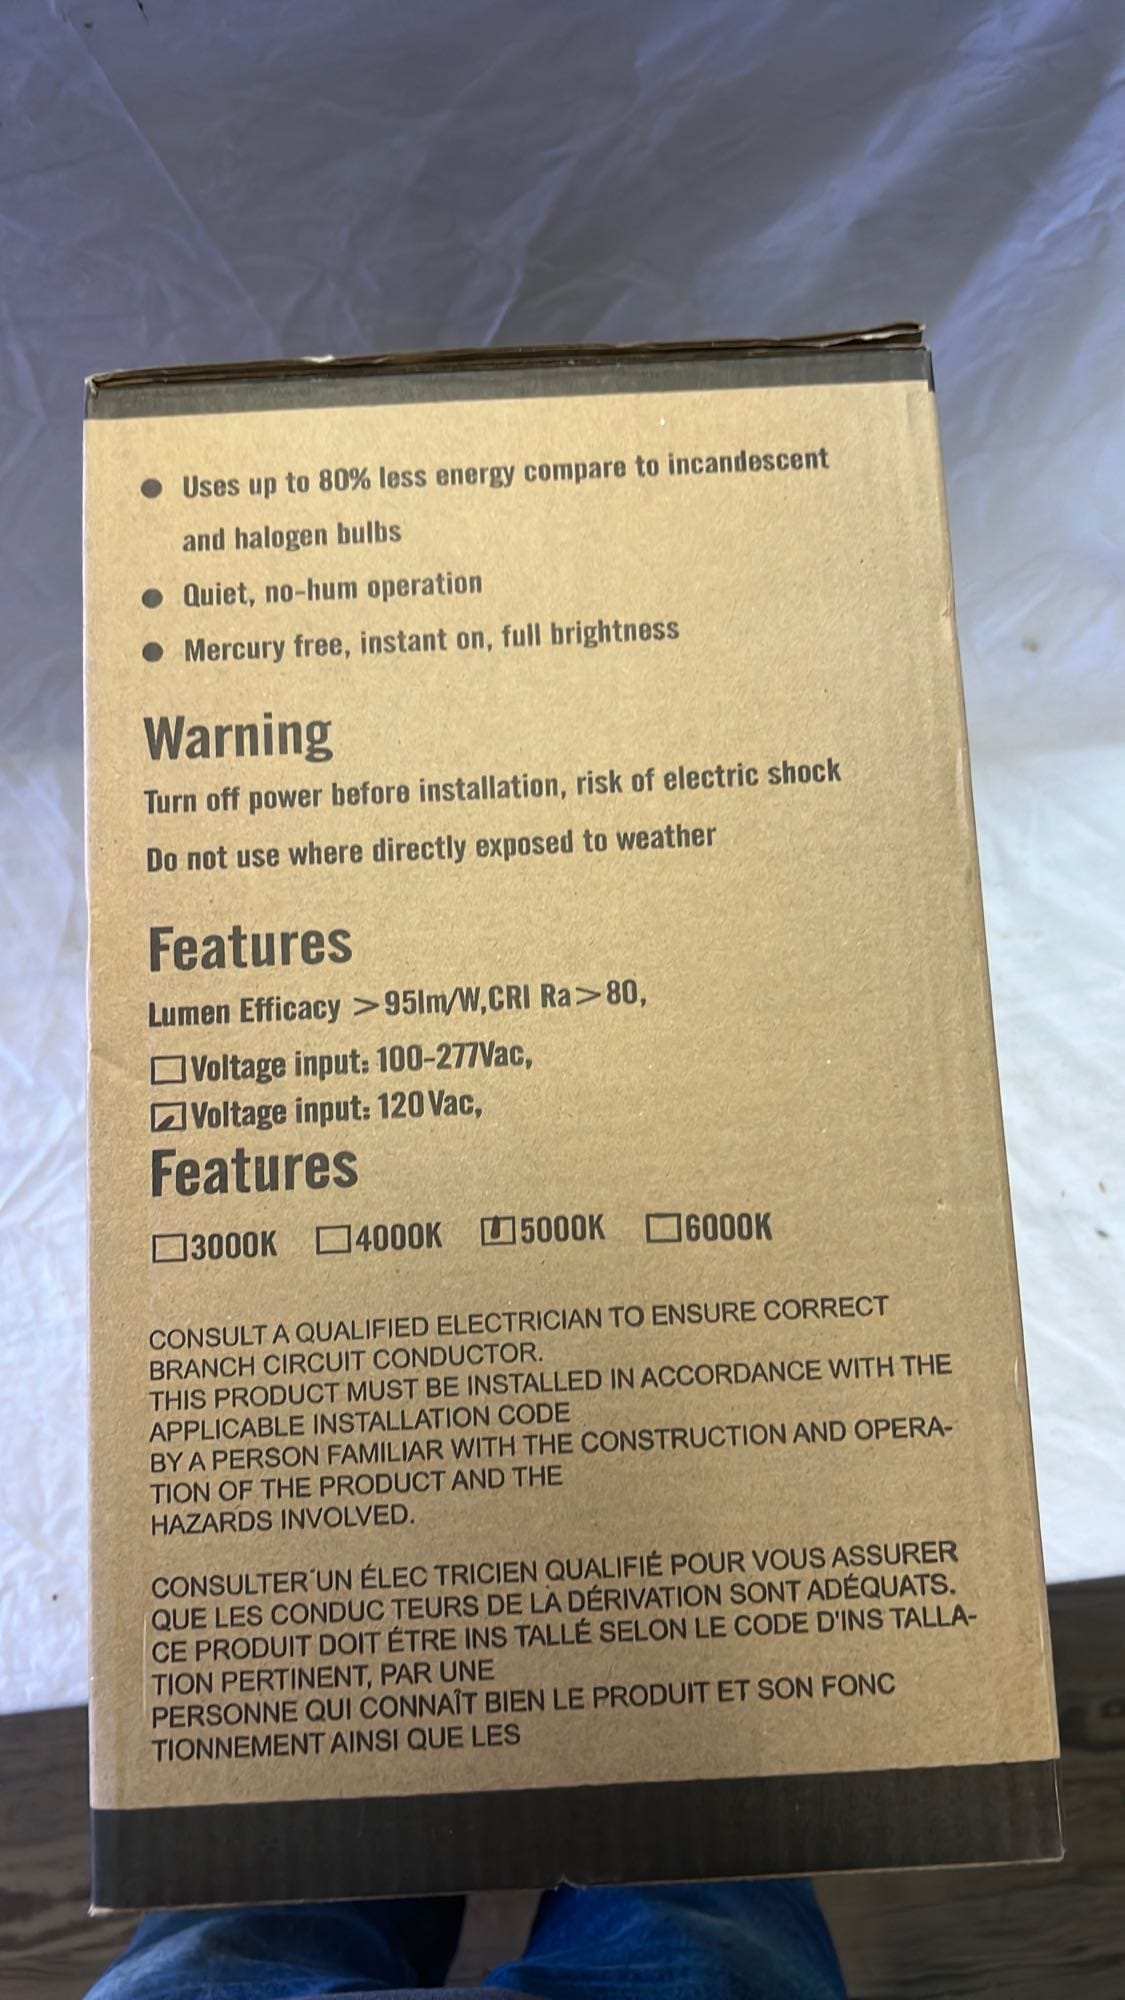 ● Uses up to 80% less energy compare to incandescent
and halogen bulbs
● Quiet, no-hum operation
● Mercury free, instant on, full brightness
Warning
Turn off power before installation, risk of electric shock
Do not use where directly exposed to weather
Features
Lumen Efficacy >95lm/W,CRI Ra>80,
☐Voltage input: 100-277Vac,
☑Voltage input: 120Vac,
Features
☐3000K ☐4000K ☑5000K ☐6000K
CONSULT A QUALIFIED ELECTRICIAN TO ENSURE CORRECT
BRANCH CIRCUIT CONDUCTOR.
THIS PRODUCT MUST BE INSTALLED IN ACCORDANCE WITH THE
APPLICABLE INSTALLATION CODE
BY A PERSON FAMILIAR WITH THE CONSTRUCTION AND OPERA-
TION OF THE PRODUCT AND THE
HAZARDS INVOLVED.
CONSULTER´UN ÉLEC TRICIEN QUALIFIÉ POUR VOUS ASSURER
QUE LES CONDUC TEURS DE LA DÉRIVATION SONT ADÉQUATS.
CE PRODUIT DOIT ÉTRE INS TALLÉ SELON LE CODE D'INS TALLA-
TION PERTINENT, PAR UNE
PERSONNE QUI CONNAÎT BIEN LE PRODUIT ET SON FONC
TIONNEMENT AINSI QUE LES